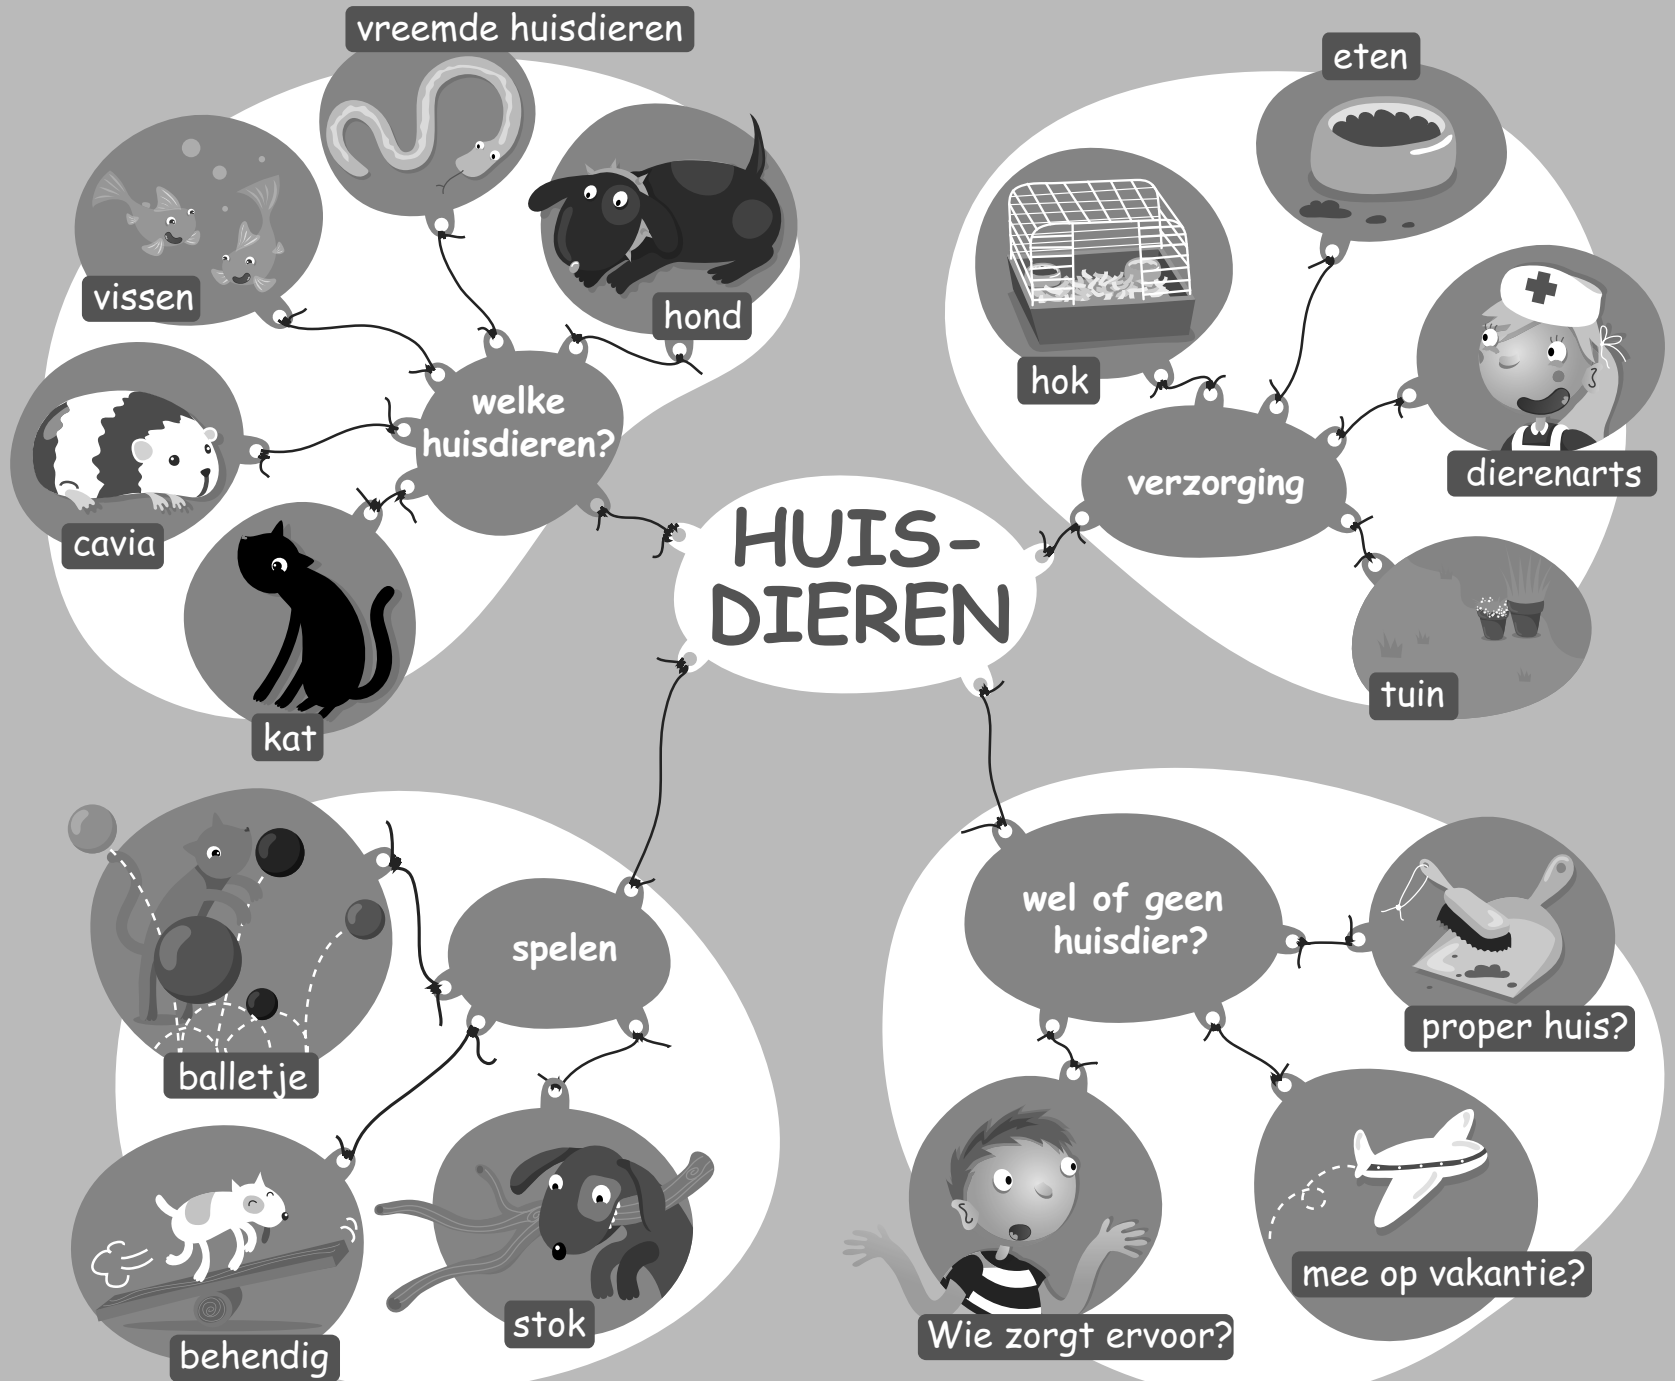 vreemde huisdieren
vissen
hond
cavia
kat
welke
huisdieren?
eten
hok
dierenarts
verzorging
tuin
HUIS-
DIEREN
balletje
spelen
behendig
stok
wel of geen
huisdier?
proper huis?
mee op vakantie?
Wie zorgt ervoor?